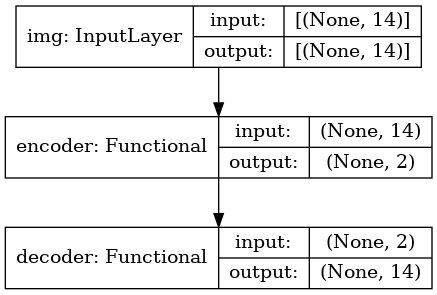 img: InputLayer
input: [(None, 14)]
output: [(None, 14)]
encoder: Functional
input: (None, 14)
output: (None, 2)
decoder: Functional
input: (None, 2)
output: (None, 14)